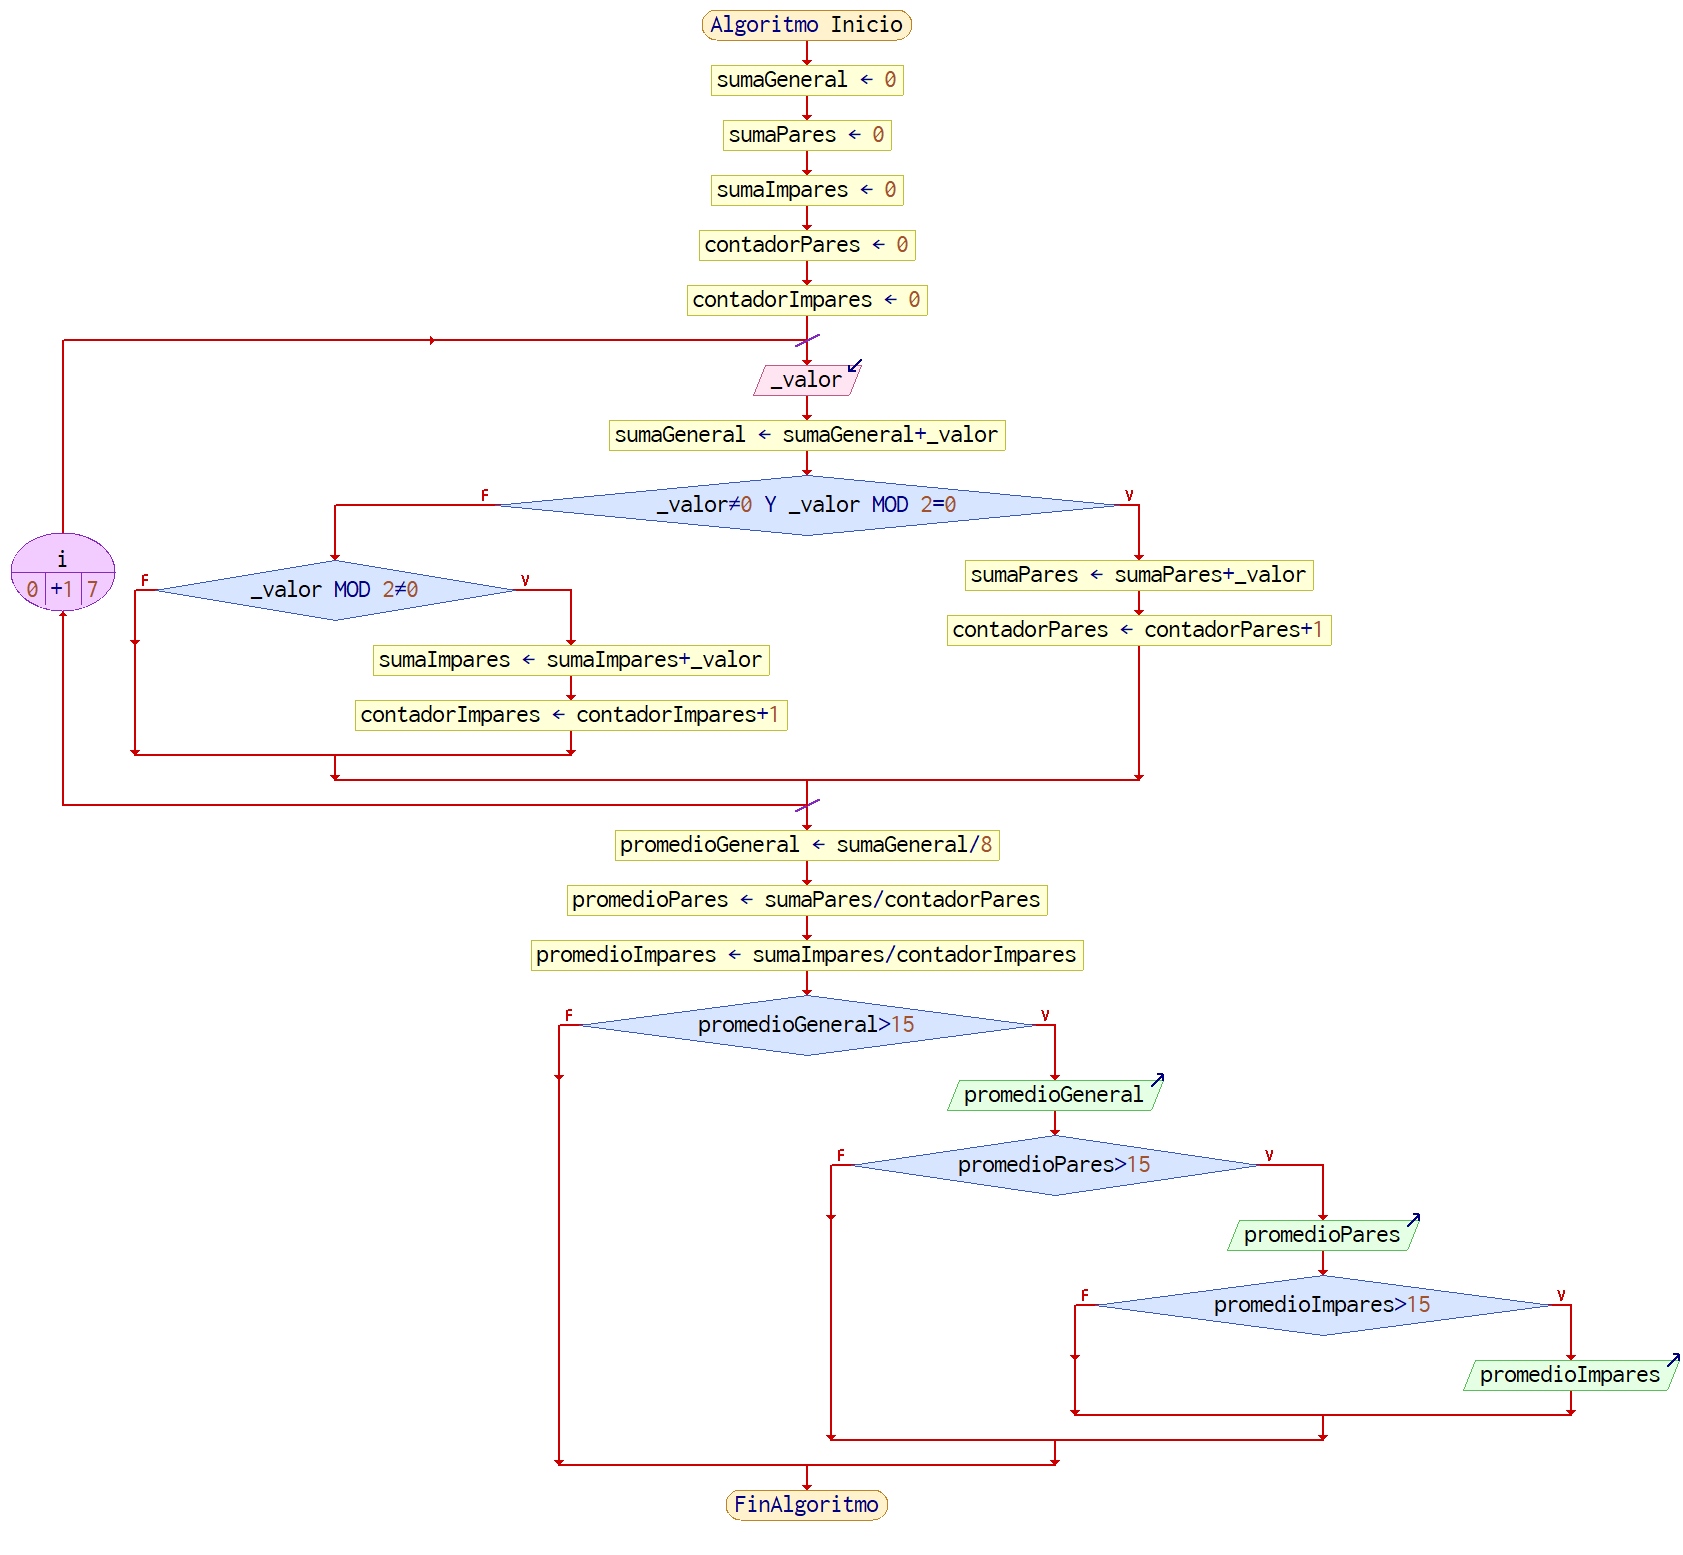 Algoritmo Inicio
sumaGeneral ← 0
sumaPares ← 0
sumaImpares ← 0
contadorPares ← 0
contadorImpares ← 0
_valor
sumaGeneral ← sumaGeneral+_valor
F
_valor≠0 Y _valor MOD 2=0
V
i
0 +1 7
F
_valor MOD 2≠0
V
sumaPares ← sumaPares+_valor
contadorPares ← contadorPares+1
sumaImpares ← sumaImpares+_valor
contadorImpares ← contadorImpares+1
promedioGeneral ← sumaGeneral/8
promedioPares ← sumaPares/contadorPares
promedioImpares ← sumaImpares/contadorImpares
F
promedioGeneral>15
V
promedioGeneral
F
promedioPares>15
V
promedioPares
F
promedioImpares>15
V
promedioImpares
FinAlgoritmo